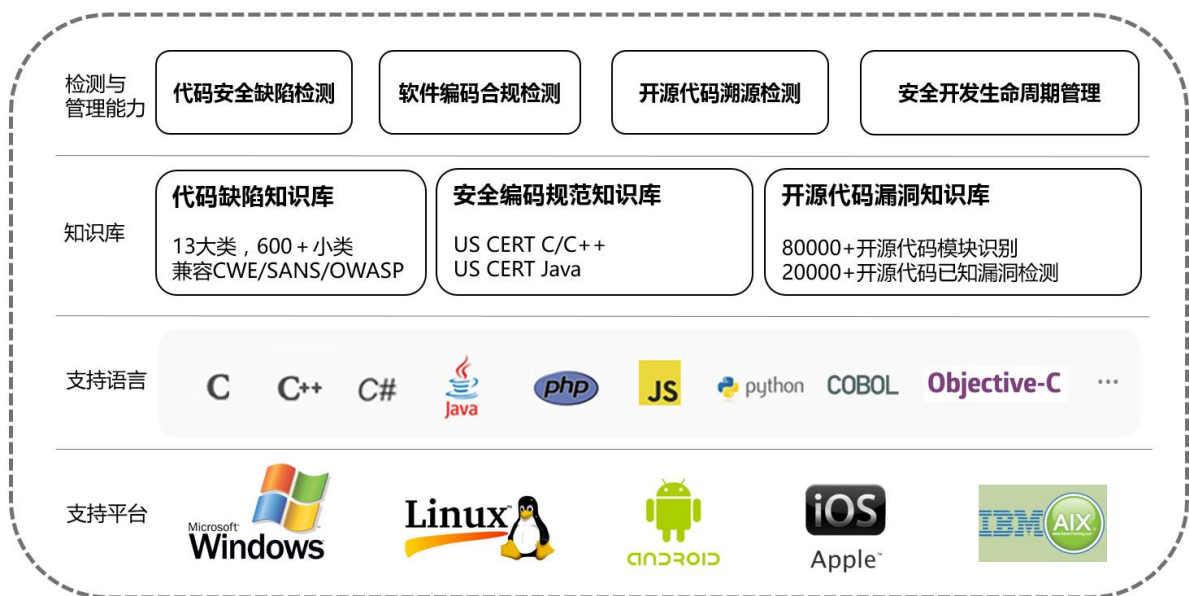 检测与
管理能力
代码安全缺陷检测
软件编码合规检测
开源代码溯源检测
安全开发生命周期管理
知识库
代码缺陷知识库
13大类，600+小类
兼容CWE/SANS/OWASP
安全编码规范知识库
US CERT C/C++
US CERT Java
开源代码漏洞知识库
80000+开源代码模块识别
20000+开源代码已知漏洞检测
支持语言
C
C++
C#
Java
php
JS
python
COBOL
Objective-C
...
支持平台
Microsoft
Windows
Linux
android
iOS
Apple
IBM
AIX